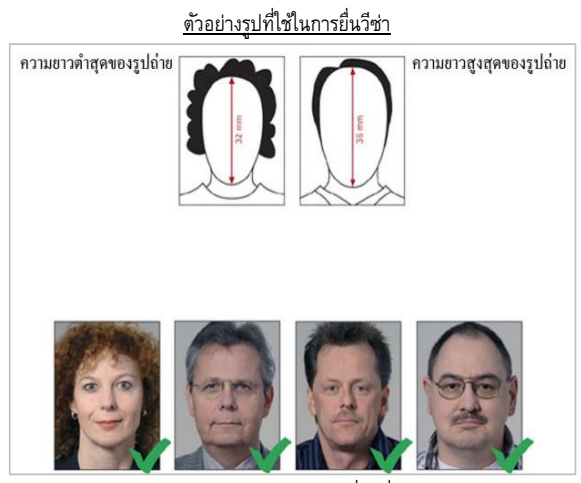 ตัวอย่างรูปที่ใช้ในการยื่นวีซ่า
ความยาวต่ำสุดของรูปถ่าย
ความยาวสูงสุดของรูปถ่าย
32 mm
36 mm